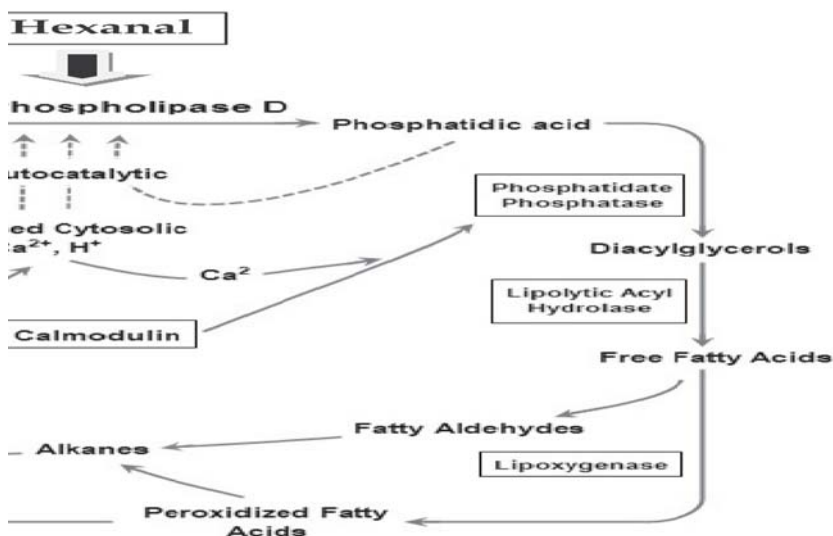 Hexanal
hospholipase D
Phosphatidic acid
utocatalytic
Phosphatidate
Phosphatase
ed Cytosolic
Ca²⁺, H⁺
Ca²
Diacylglycerols
Lipolytic Acyl
Hydrolase
Calmodulin
Free Fatty Acids
Fatty Aldehydes
Alkanes
Lipoxygenase
Peroxidized Fatty
Acids